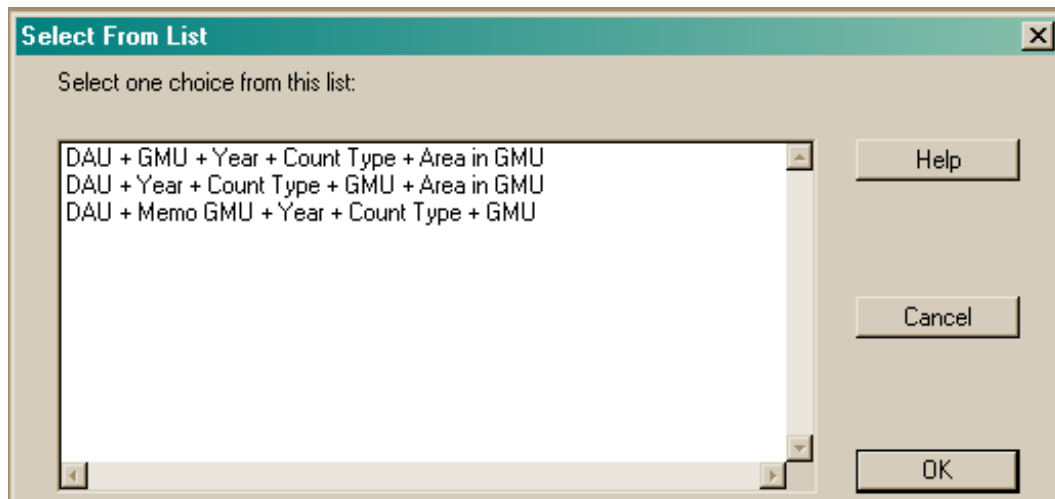 Select From List
Select one choice from this list:
DAU + GMU + Year + Count Type + Area in GMU
DAU + Year + Count Type + GMU + Area in GMU
DAU + Memo GMU + Year + Count Type + GMU
Help
Cancel
OK